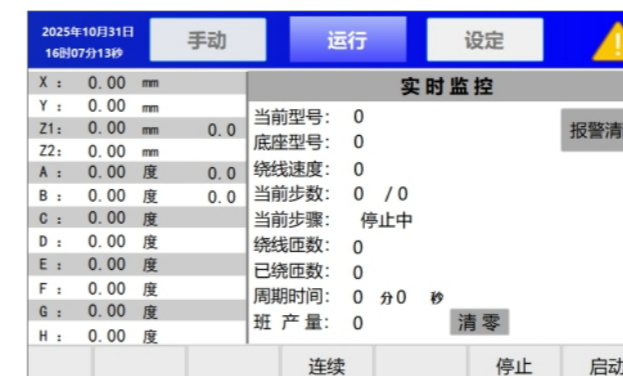 2025年10月31日
16时07分13秒
手动
运行
设定
X : 0.00 mm
Y : 0.00 mm
Z1: 0.00 mm 0.0
Z2: 0.00 mm
A : 0.00 度 0.0
B : 0.00 度 0.0
C : 0.00 度
D : 0.00 度
E : 0.00 度
F : 0.00 度
G : 0.00 度
H : 0.00 度
实时监控
当前型号: 0
底座型号: 0
绕线速度: 0
当前步数: 0 / 0
当前步骤: 停止中
绕线匝数: 0
已绕匝数: 0
周期时间: 0 分 0 秒
班 产 量: 0
清 零
报警清
连续
停止
启动